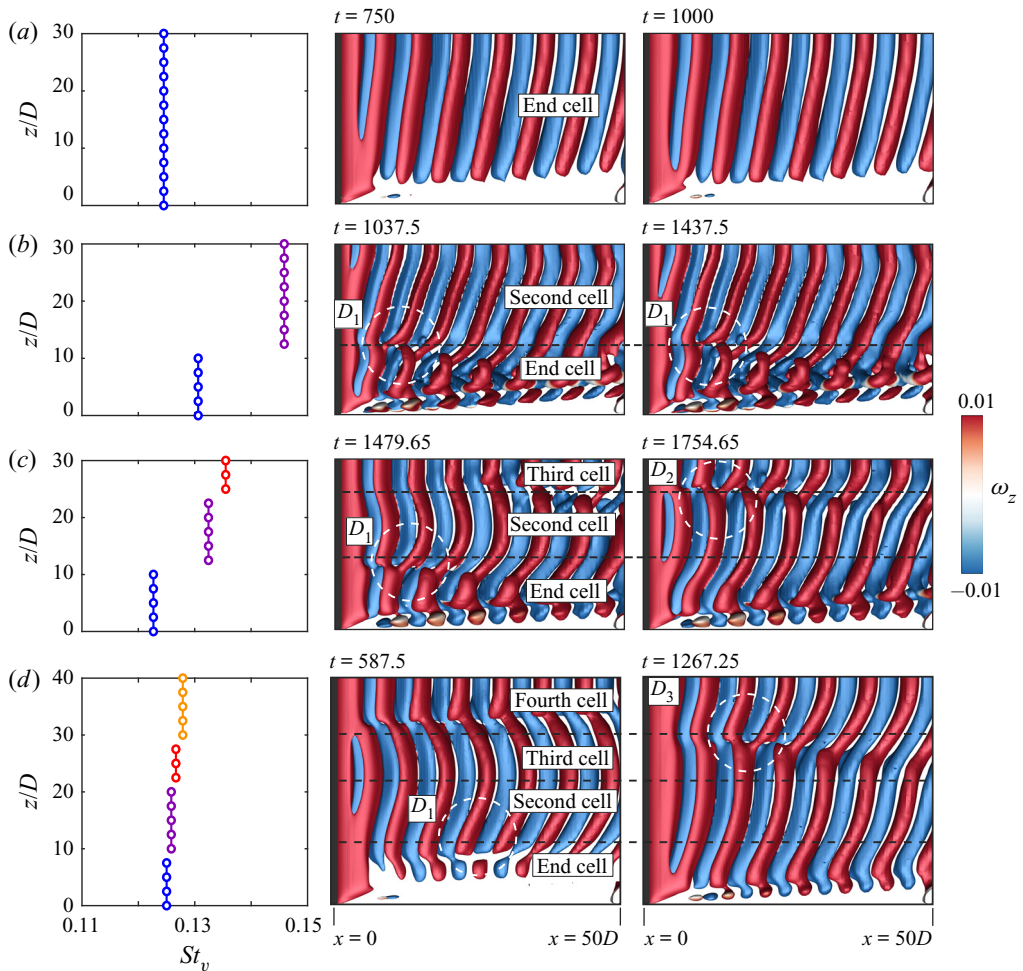 (a)
z/D
30
20
10
0
t = 750
End cell
t = 1000
(b)
z/D
30
20
10
0
t = 1037.5
D1
Second cell
End cell
t = 1437.5
D1
(c)
z/D
30
20
10
0
t = 1479.65
D1
Third cell
Second cell
End cell
t = 1754.65
D2
(d)
z/D
40
30
20
10
0
0.11
0.13
0.15
St_v
t = 587.5
D1
Fourth cell
Third cell
Second cell
End cell
x = 0
x = 50D
t = 1267.25
D3
x = 0
x = 50D
0.01
ω_z
−0.01